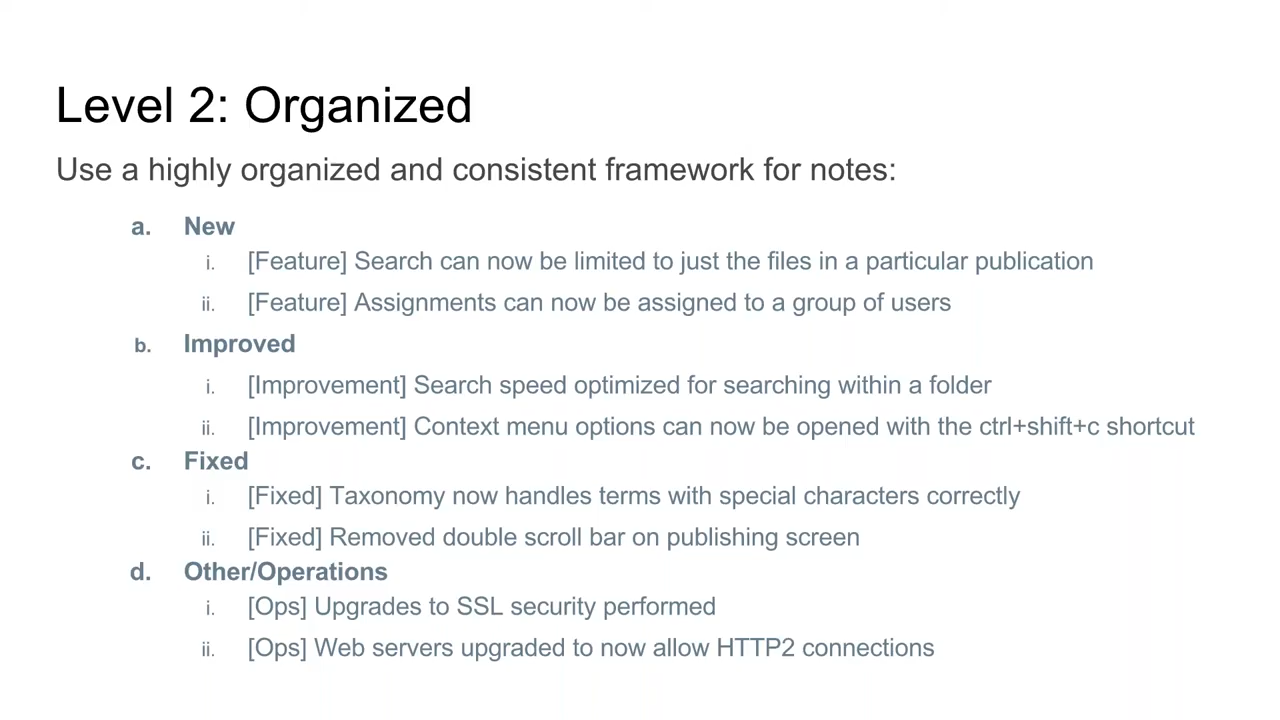 Level 2: Organized
Use a highly organized and consistent framework for notes:
a. New
i. [Feature] Search can now be limited to just the files in a particular publication
ii. [Feature] Assignments can now be assigned to a group of users
b. Improved
i. [Improvement] Search speed optimized for searching within a folder
ii. [Improvement] Context menu options can now be opened with the ctrl+shift+c shortcut
c. Fixed
i. [Fixed] Taxonomy now handles terms with special characters correctly
ii. [Fixed] Removed double scroll bar on publishing screen
d. Other/Operations
i. [Ops] Upgrades to SSL security performed
ii. [Ops] Web servers upgraded to now allow HTTP2 connections